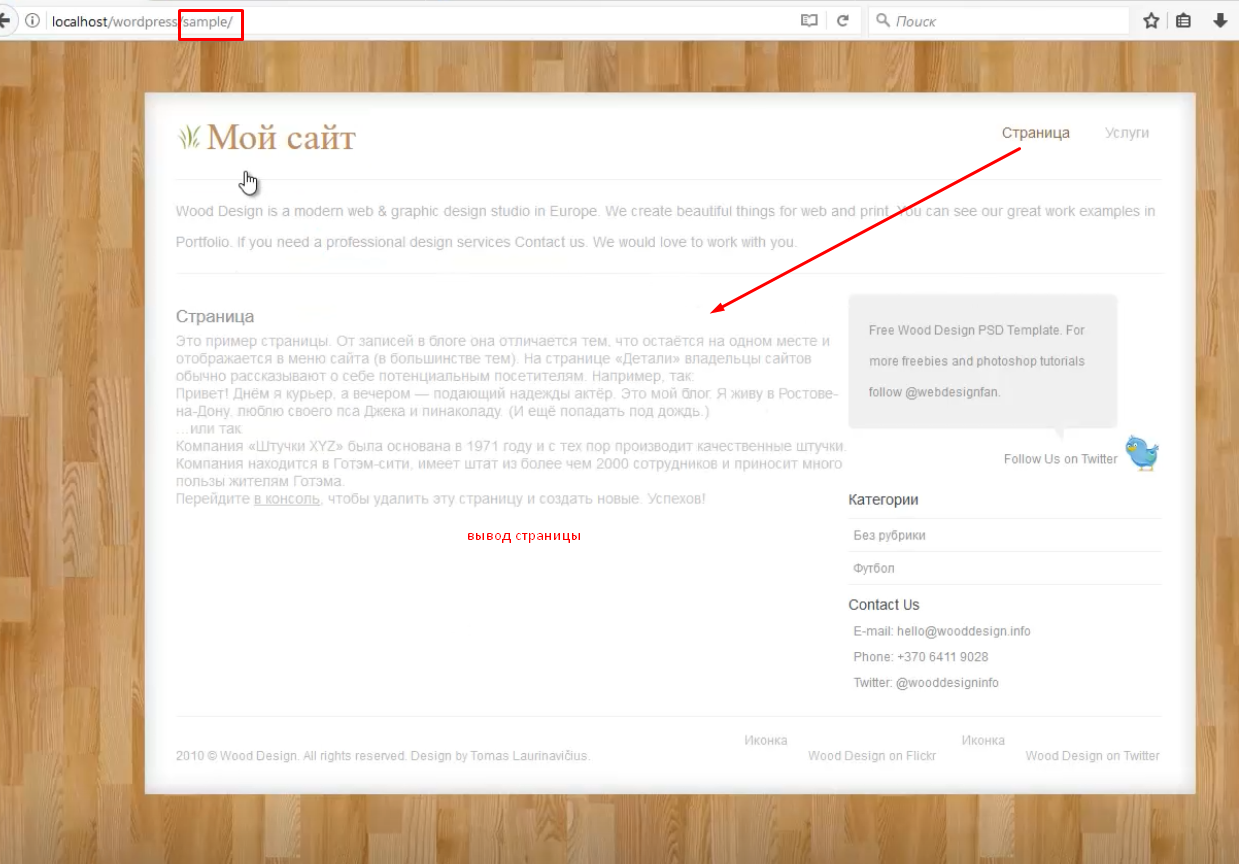 localhost/wordpress/sample/
Поиск
Мой сайт
Страница
Услуги
Wood Design is a modern web & graphic design studio in Europe. We create beautiful things for web and print. You can see our great work examples in
Portfolio. If you need a professional design services Contact us. We would love to work with you.
Страница
Это пример страницы. От записей в блоге она отличается тем, что остаётся на одном месте и
отображается в меню сайта (в большинстве тем). На странице «Детали» владельцы сайтов
обычно рассказывают о себе потенциальным посетителям. Например, так:
Привет! Днём я курьер, а вечером — подающий надежды актёр. Это мой блог. Я живу в Ростове-
на-Дону, люблю своего пса Джека и пинаколаду. (И ещё попадать под дождь.)
...или так:
Компания «Штучки XYZ» была основана в 1971 году и с тех пор производит качественные штучки.
Компания находится в Готэм-сити, имеет штат из более чем 2000 сотрудников и приносит много
пользы жителям Готэма.
Перейдите в консоль, чтобы удалить эту страницу и создать новые. Успехов!
вывод страницы
Free Wood Design PSD Template. For
more freebies and photoshop tutorials
follow @webdesignfan.
Follow Us on Twitter
Категории
Без рубрики
Футбол
Contact Us
E-mail: hello@wooddesign.info
Phone: +370 6411 9028
Twitter: @wooddesigninfo
2010 © Wood Design. All rights reserved. Design by Tomas Laurinavičius.
Иконка
Wood Design on Flickr
Иконка
Wood Design on Twitter